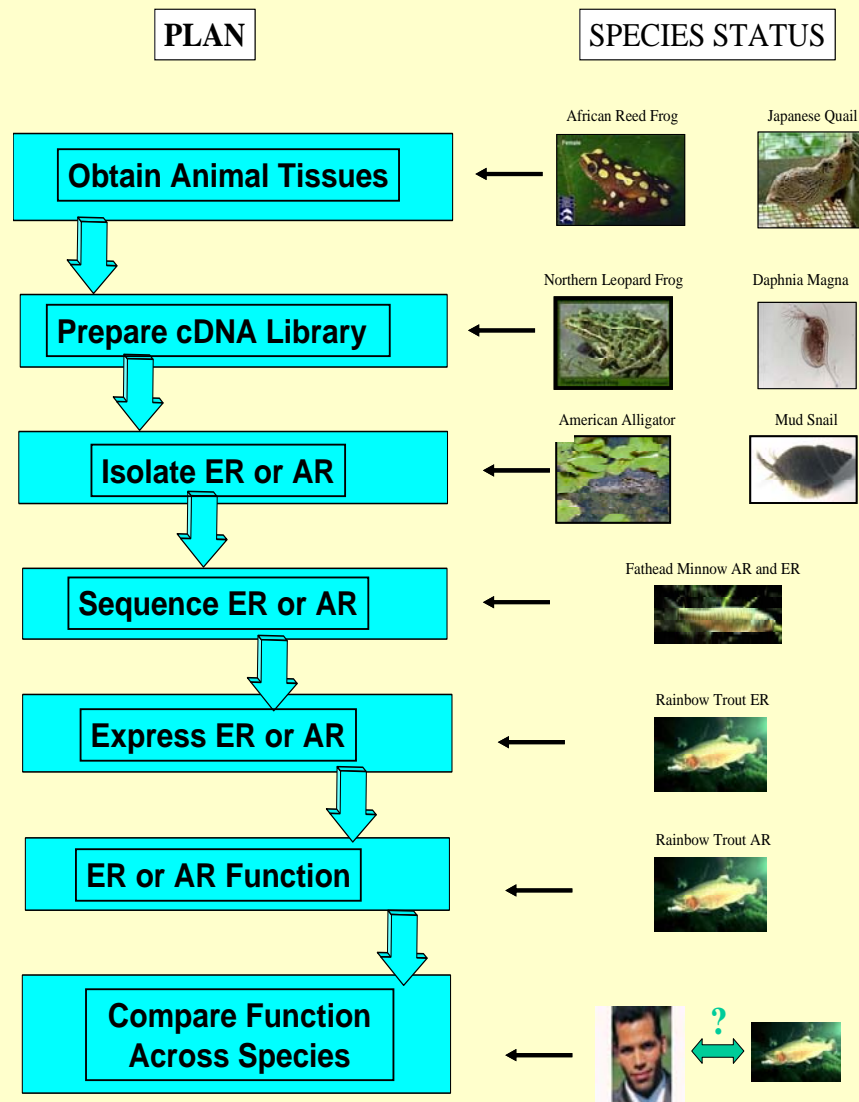 PLAN
SPECIES STATUS
African Reed Frog
Japanese Quail
Female
Obtain Animal Tissues
Northern Leopard Frog
Daphnia Magna
Prepare cDNA Library
American Alligator
Mud Snail
Isolate ER or AR
Fathead Minnow AR and ER
Sequence ER or AR
Rainbow Trout ER
Express ER or AR
Rainbow Trout AR
ER or AR Function
Compare Function
Across Species
?